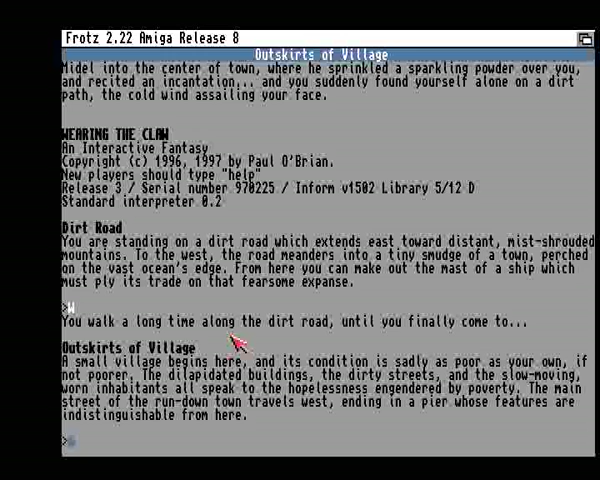 Frotz 2.22 Amiga Release 8
Outskirts of Village
Midel into the center of town, where he sprinkled a sparkling powder over you,
and recited an incantation... and you suddenly found yourself alone on a dirt
path, the cold wind assailing your face.
WEARING THE CLAW
An Interactive Fantasy
Copyright (c) 1996, 1997 by Paul O'Brian.
New players should type "help"
Release 3 / Serial number 970225 / Inform v1502 Library 5/12 D
Standard interpreter 0.2
Dirt Road
You are standing on a dirt road which extends east toward distant, mist-shrouded
mountains. To the west, the road meanders into a tiny smudge of a town, perched
on the vast ocean's edge. From here you can make out the mast of a ship which
must ply its trade on that fearsome expanse.
>W
You walk a long time along the dirt road, until you finally come to...
Outskirts of Village
A small village begins here, and its condition is sadly as poor as your own, if
not poorer. The dilapidated buildings, the dirty streets, and the slow-moving,
worn inhabitants all speak to the hopelessness engendered by poverty. The main
street of the run-down town travels west, ending in a pier whose features are
indistinguishable from here.
>